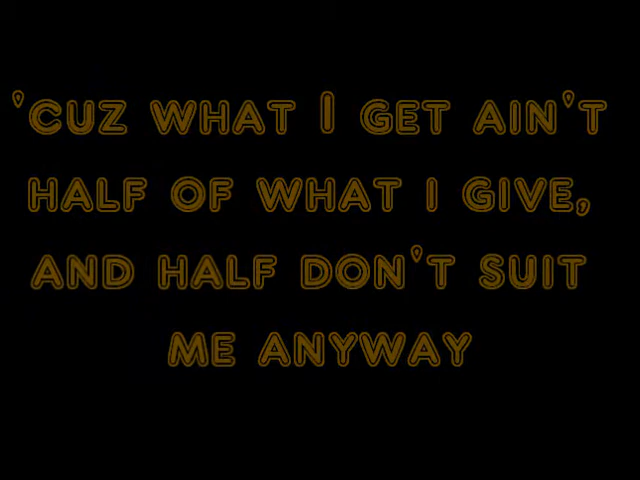 'CUZ WHAT I GET AIN'T
HALF OF WHAT I GIVE,
AND HALF DON'T SUIT
ME ANYWAY